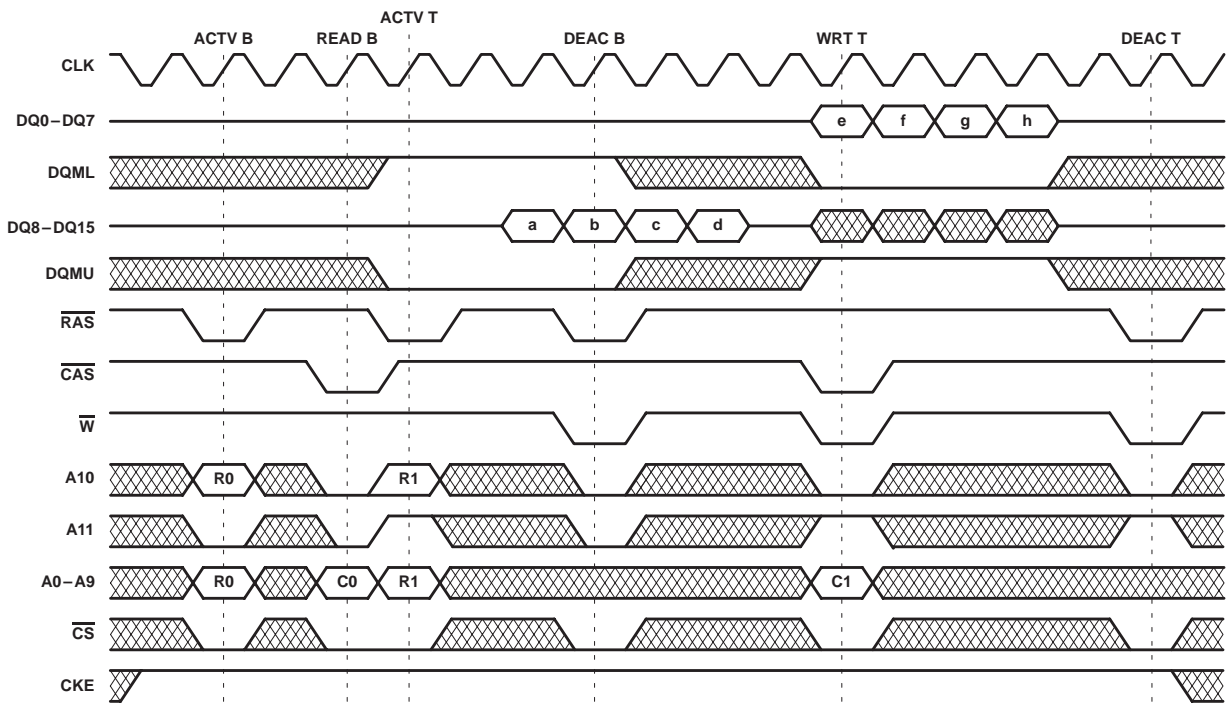 ACTV T
ACTV B READ B DEAC B WRT T DEAC T
CLK
DQ0–DQ7 e f g h
DQML
DQ8–DQ15 a b c d
DQMU
RAS
CAS
W
A10 R0 R1
A11
A0–A9 R0 C0 R1 C1
CS
CKE